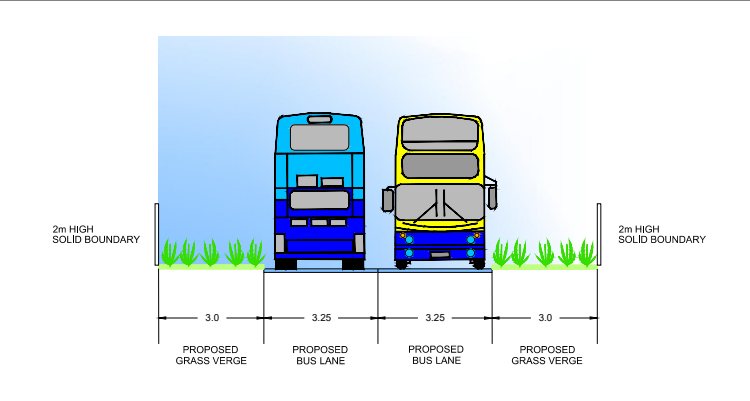 2m HIGH
SOLID BOUNDARY
2m HIGH
SOLID BOUNDARY
3.0
3.25
3.25
3.0
PROPOSED
GRASS VERGE
PROPOSED
BUS LANE
PROPOSED
BUS LANE
PROPOSED
GRASS VERGE